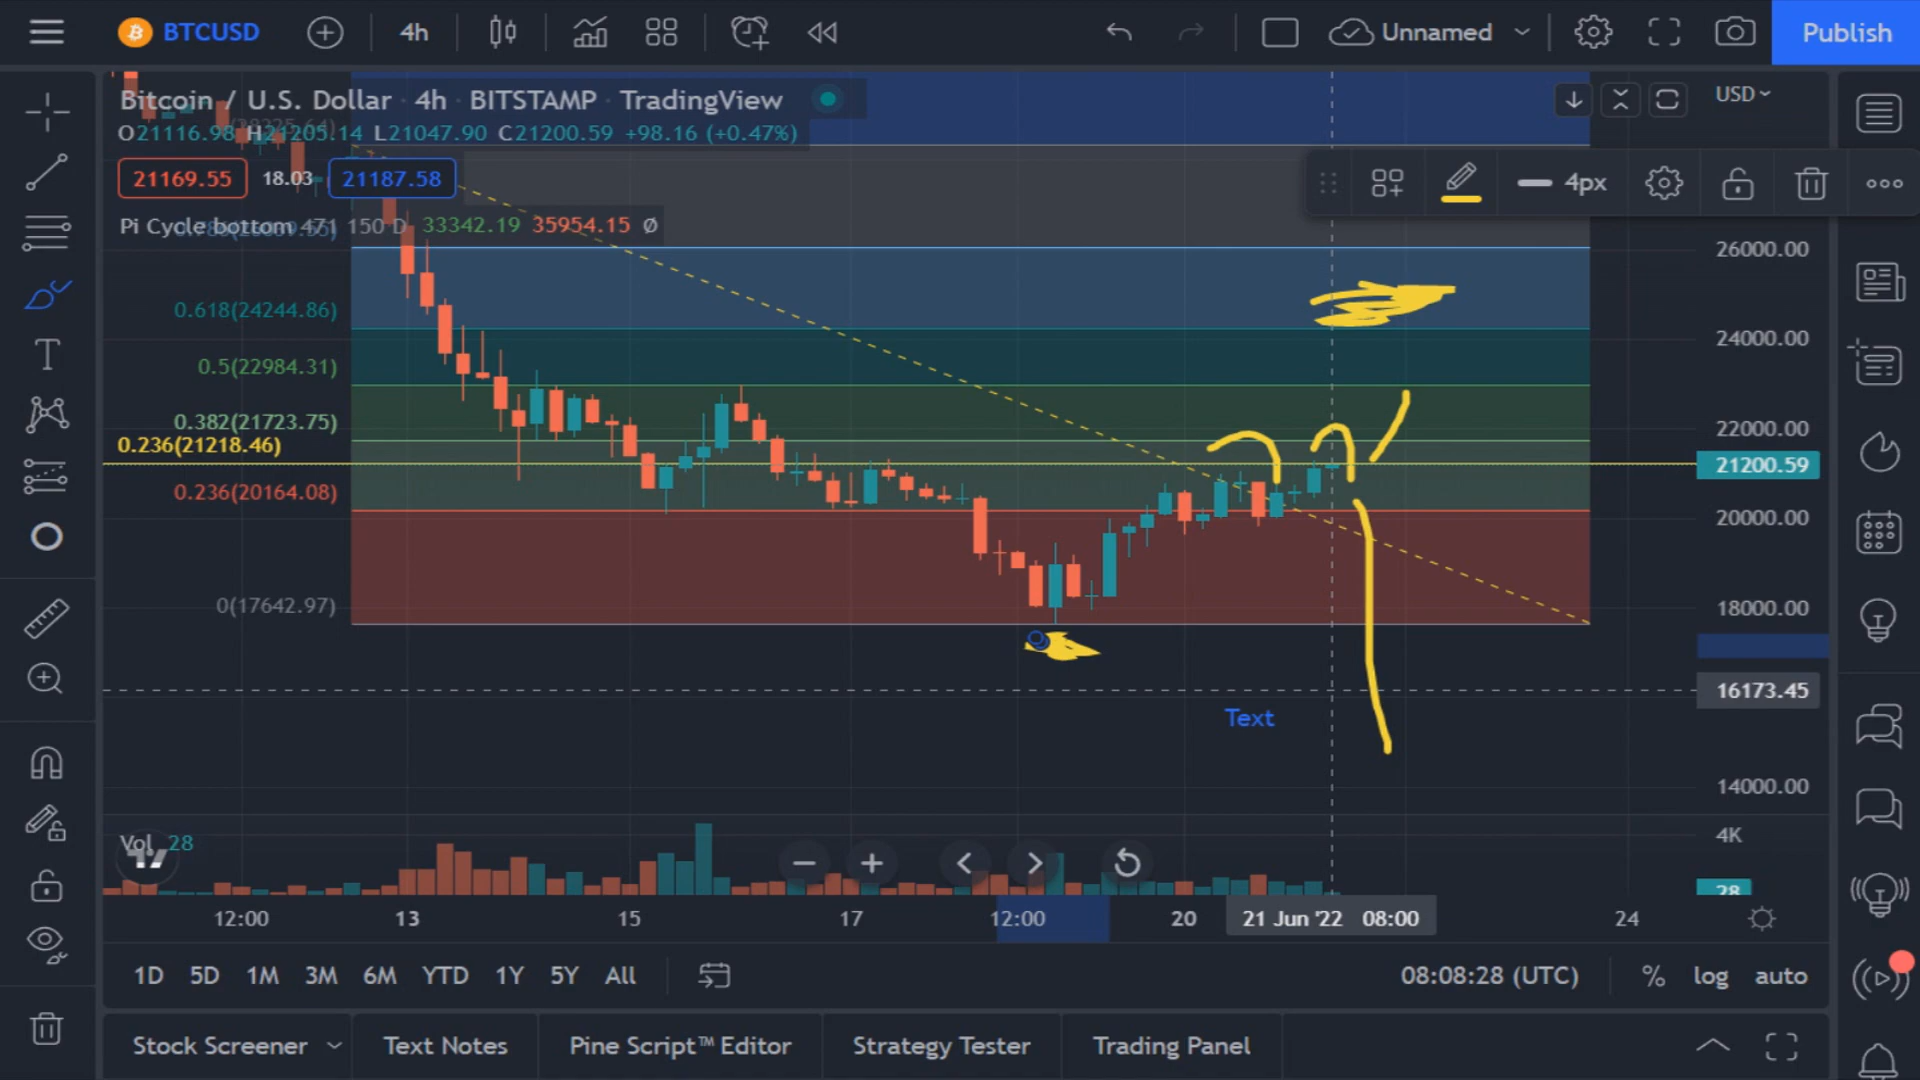 BTCUSD 4h Unnamed Publish
Bitcoin / U.S. Dollar · 4h · BITSTAMP · TradingView USD
O21116.98 H21205.14 L21047.90 C21200.59 +98.16 (+0.47%)
21169.55 18.03 21187.58 4px
Pi Cycle bottom 471 150 D 33342.19 35954.15 Ø
26000.00
0.618(24244.86)
24000.00
0.5(22984.31)
0.382(21723.75)
22000.00
0.236(21218.46)
21200.59
0.236(20164.08)
20000.00
0(17642.97)
18000.00
16173.45
Text
14000.00
Vol 28
4K
28
12:00 13 15 17 12:00 20 21 Jun '22 08:00 24
1D 5D 1M 3M 6M YTD 1Y 5Y All 08:08:28 (UTC) % log auto
Stock Screener Text Notes Pine Script™ Editor Strategy Tester Trading Panel